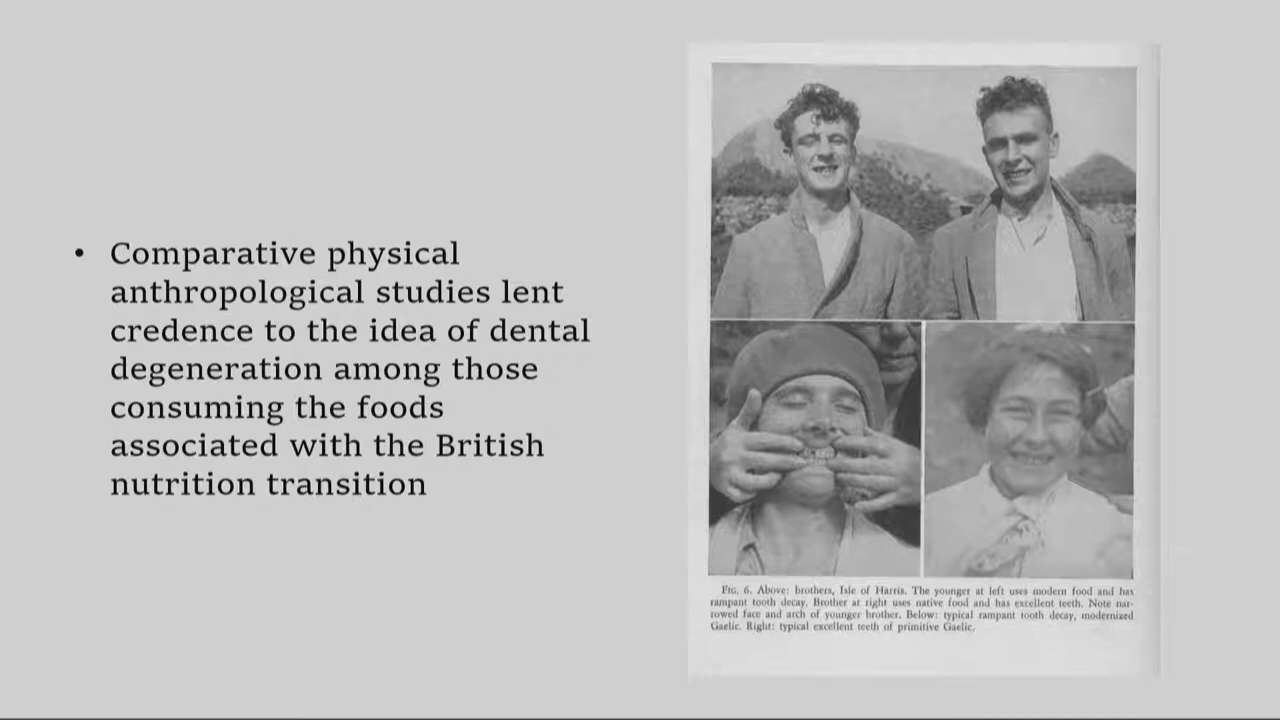 • Comparative physical
anthropological studies lent
credence to the idea of dental
degeneration among those
consuming the foods
associated with the British
nutrition transition
FIG. 6. Above: brothers, Isle of Harris. The younger at left uses modern food and has
rampant tooth decay. Brother at right uses native food and has excellent teeth. Note nar-
rowed face and arch of younger brother. Below: typical rampant tooth decay, modernized
Gaelic. Right: typical excellent teeth of primitive Gaelic.